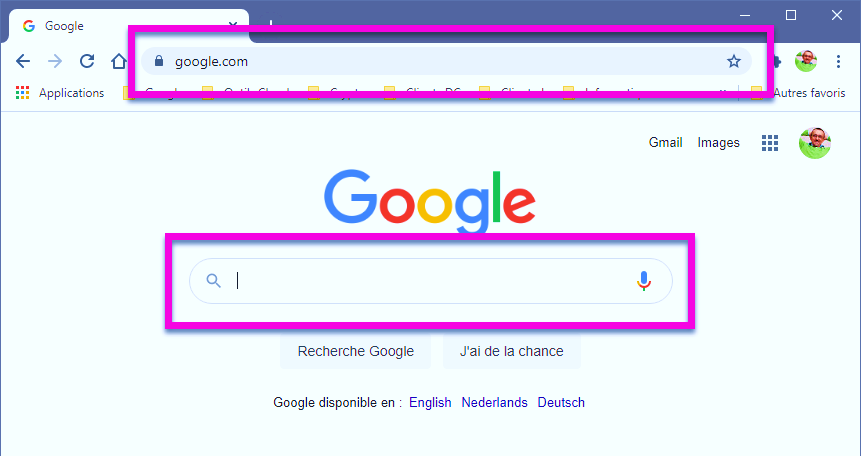 Google
google.com
Applications
Autres favoris
Gmail Images
Google
Recherche Google J'ai de la chance
Google disponible en : English Nederlands Deutsch